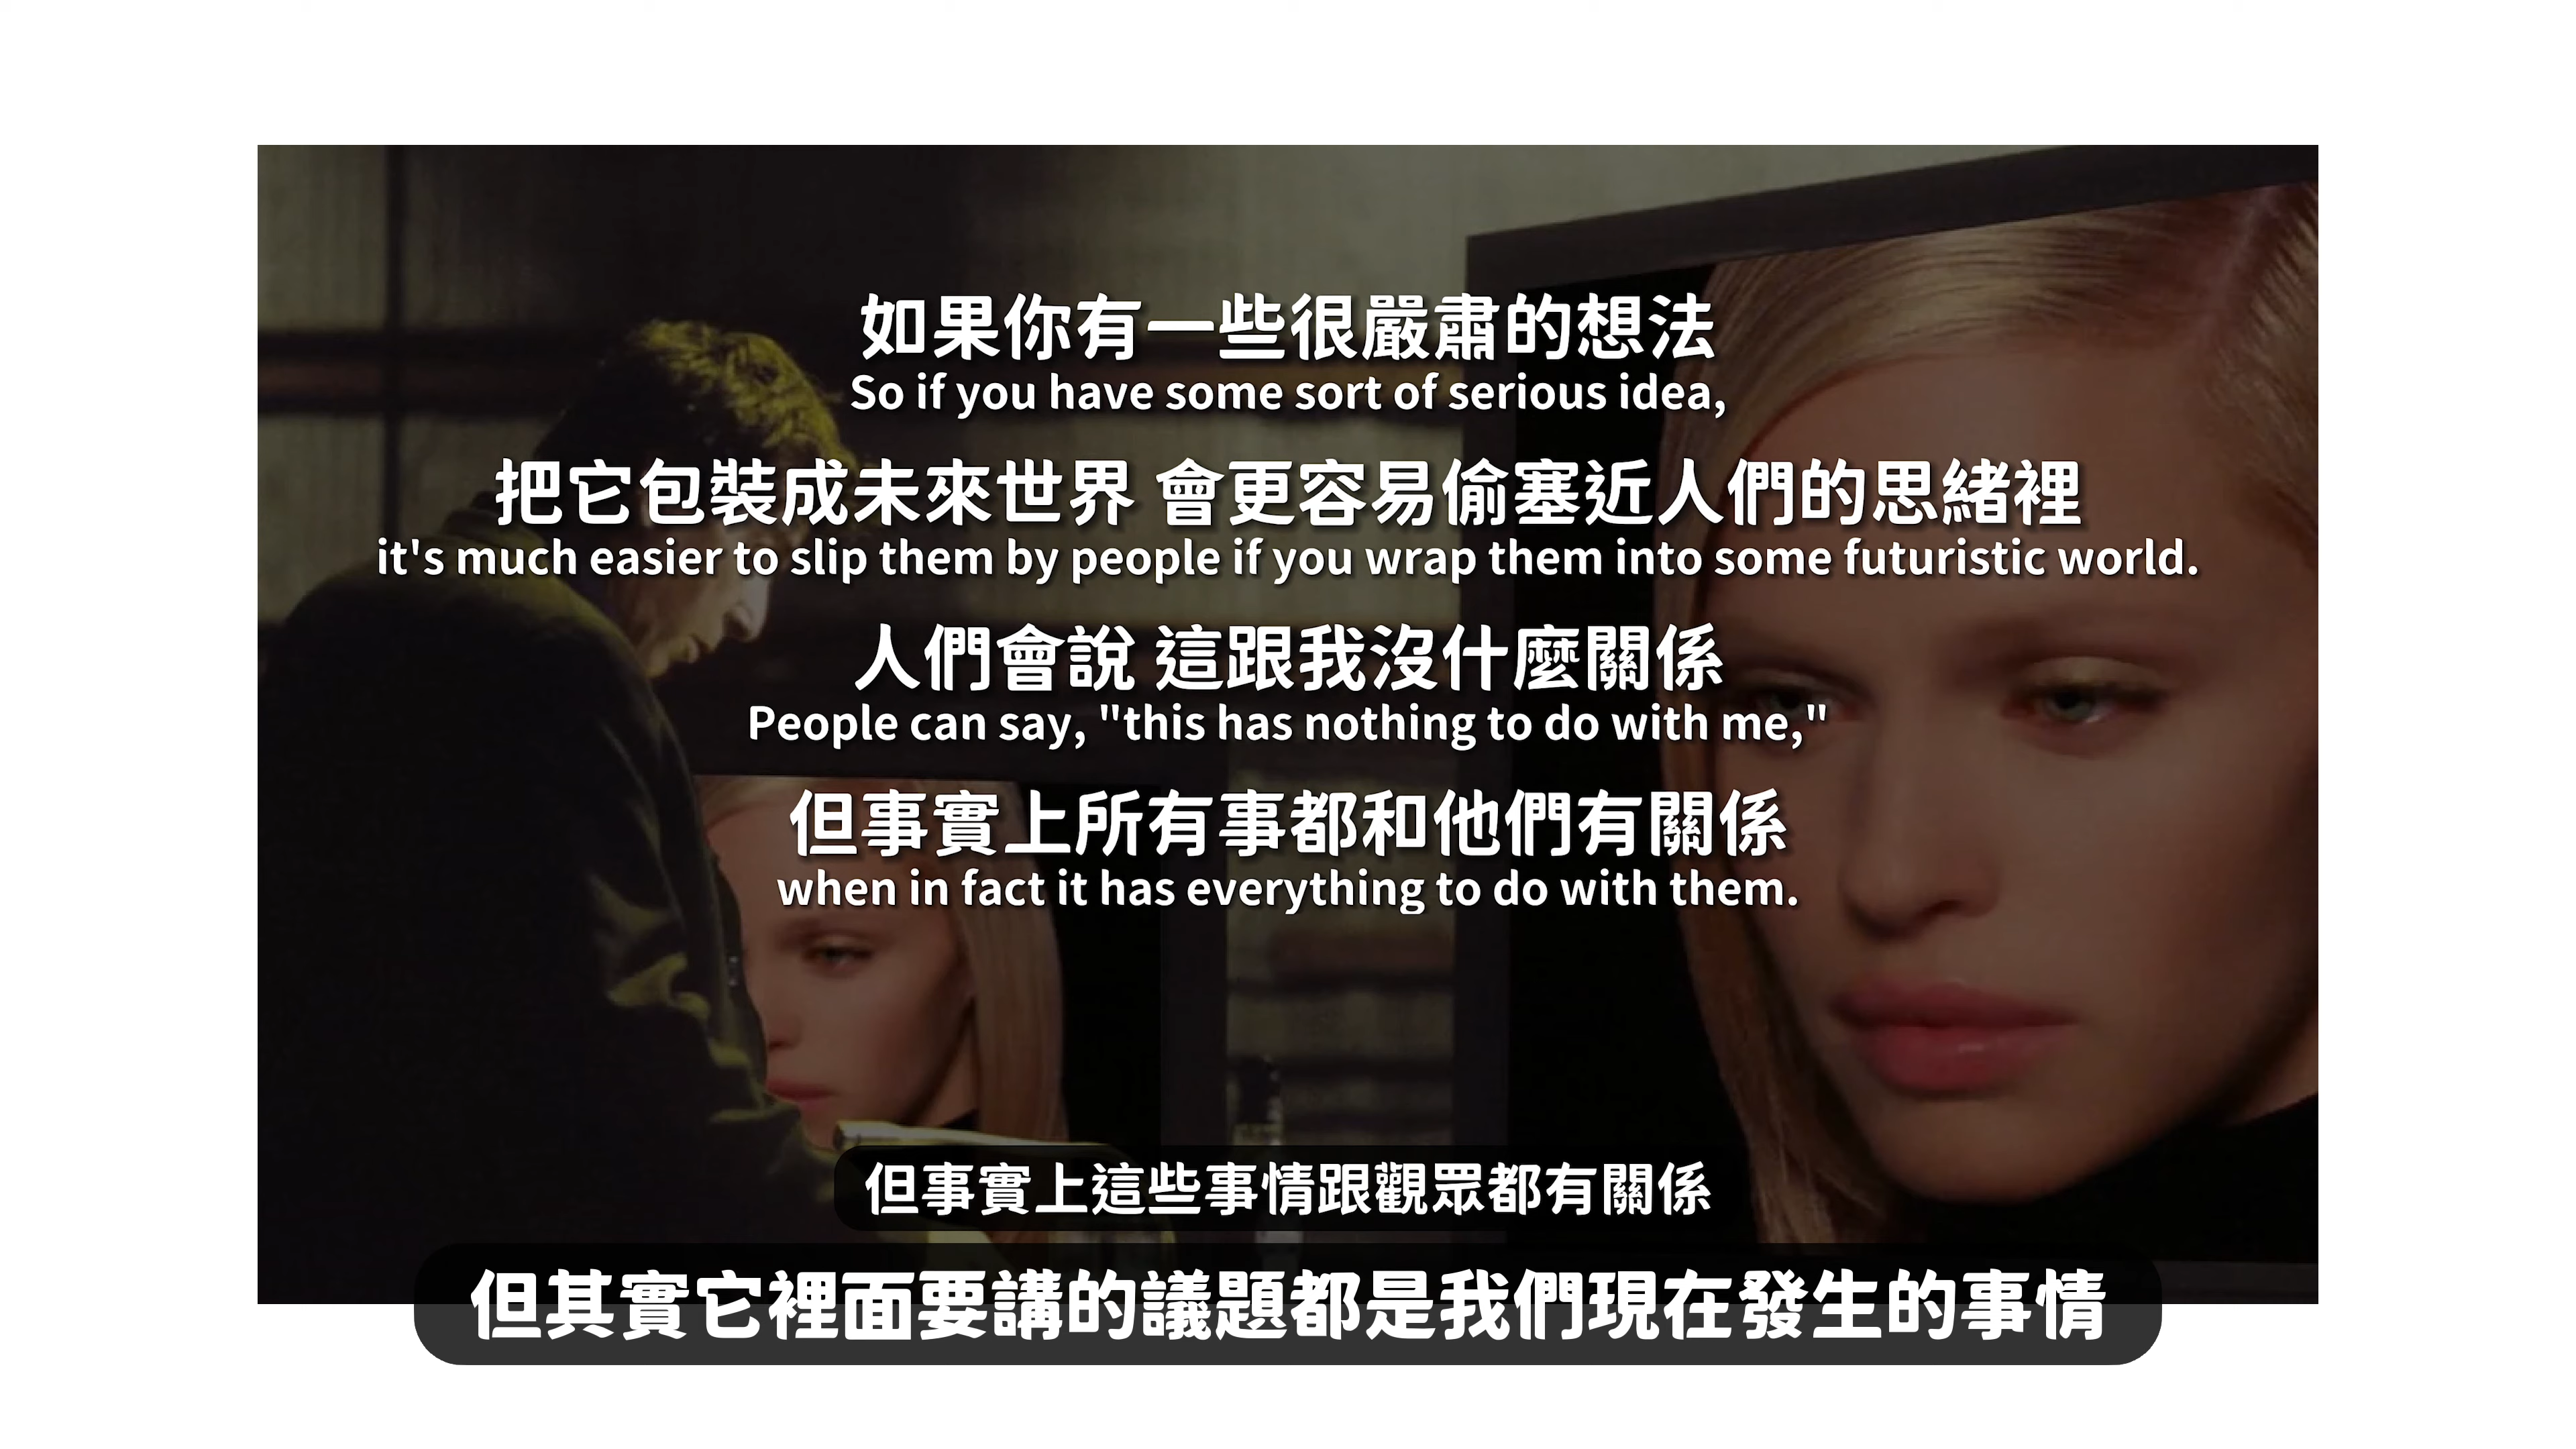 如果你有一些很嚴肅的想法
So if you have some sort of serious idea,
把它包裝成未來世界 會更容易偷塞近人們的思緒裡
it's much easier to slip them by people if you wrap them into some futuristic world.
人們會說 這跟我沒什麼關係
People can say, "this has nothing to do with me,"
但事實上所有事都和他們有關係
when in fact it has everything to do with them.
但事實上這些事情跟觀眾都有關係
但其實它裡面要講的議題都是我們現在發生的事情